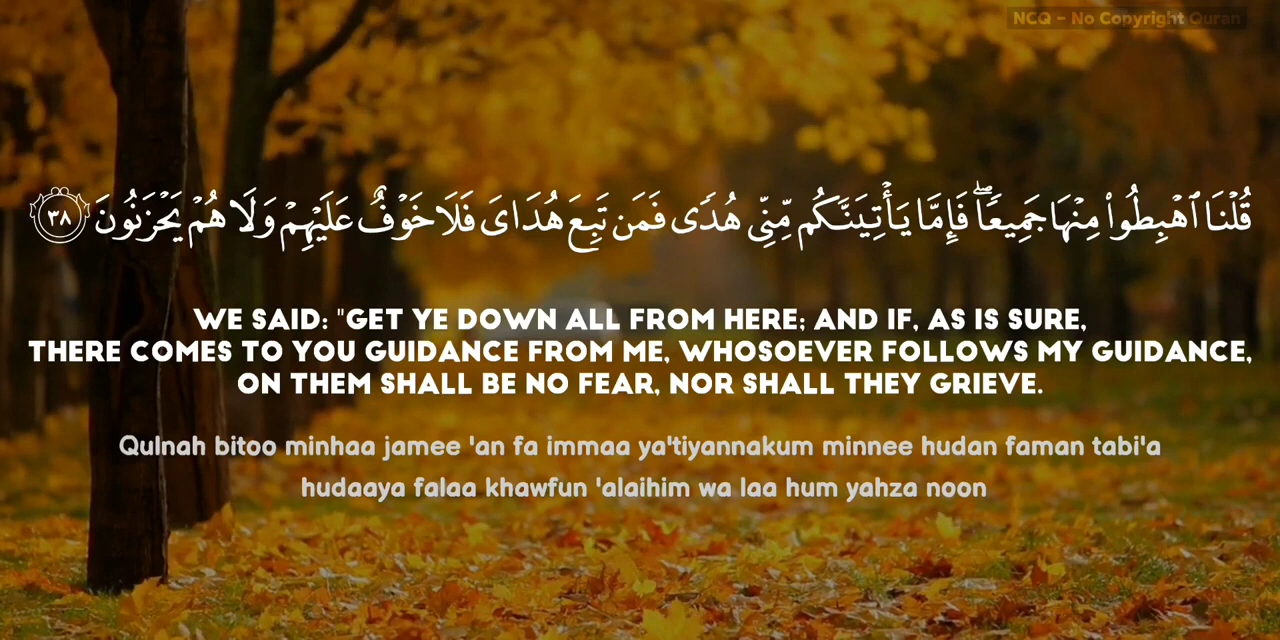 NCQ - No Copyright Quran
قُلْنَا ٱهْبِطُوا۟ مِنْهَا جَمِيعًۭا ۖ فَإِمَّا يَأْتِيَنَّكُم مِّنِّى هُدًۭى فَمَن تَبِعَ هُدَاىَ فَلَا خَوْفٌ عَلَيْهِمْ وَلَا هُمْ يَحْزَنُونَ ٣٨
WE SAID: "GET YE DOWN ALL FROM HERE; AND IF, AS IS SURE,
THERE COMES TO YOU GUIDANCE FROM ME, WHOSOEVER FOLLOWS MY GUIDANCE,
ON THEM SHALL BE NO FEAR, NOR SHALL THEY GRIEVE.
Qulnah bitoo minhaa jamee 'an fa immaa ya'tiyannakum minnee hudan faman tabi'a
hudaaya falaa khawfun 'alaihim wa laa hum yahza noon